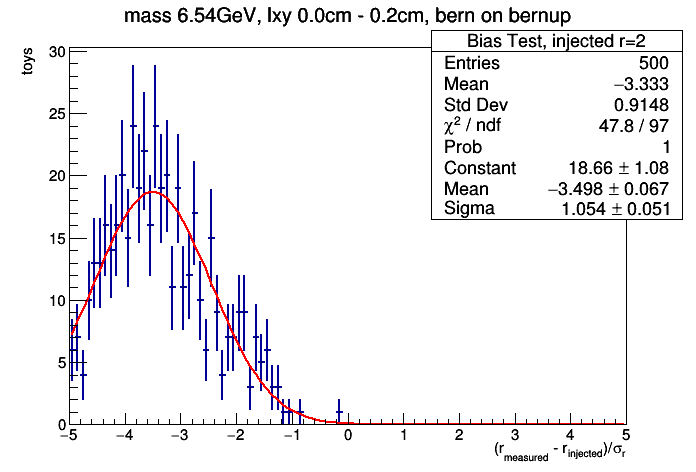 mass 6.54GeV, lxy 0.0cm - 0.2cm, bern on bernup
Bias Test, injected r=2
Entries 500
Mean −3.333
Std Dev 0.9148
χ² / ndf 47.8 / 97
Prob 1
Constant 18.66 ± 1.08
Mean −3.498 ± 0.067
Sigma 1.054 ± 0.051
toys
30
25
20
15
10
5
0
−5 −4 −3 −2 −1 0 1 2 3 4 5
(r_measured - r_injected)/σ_r